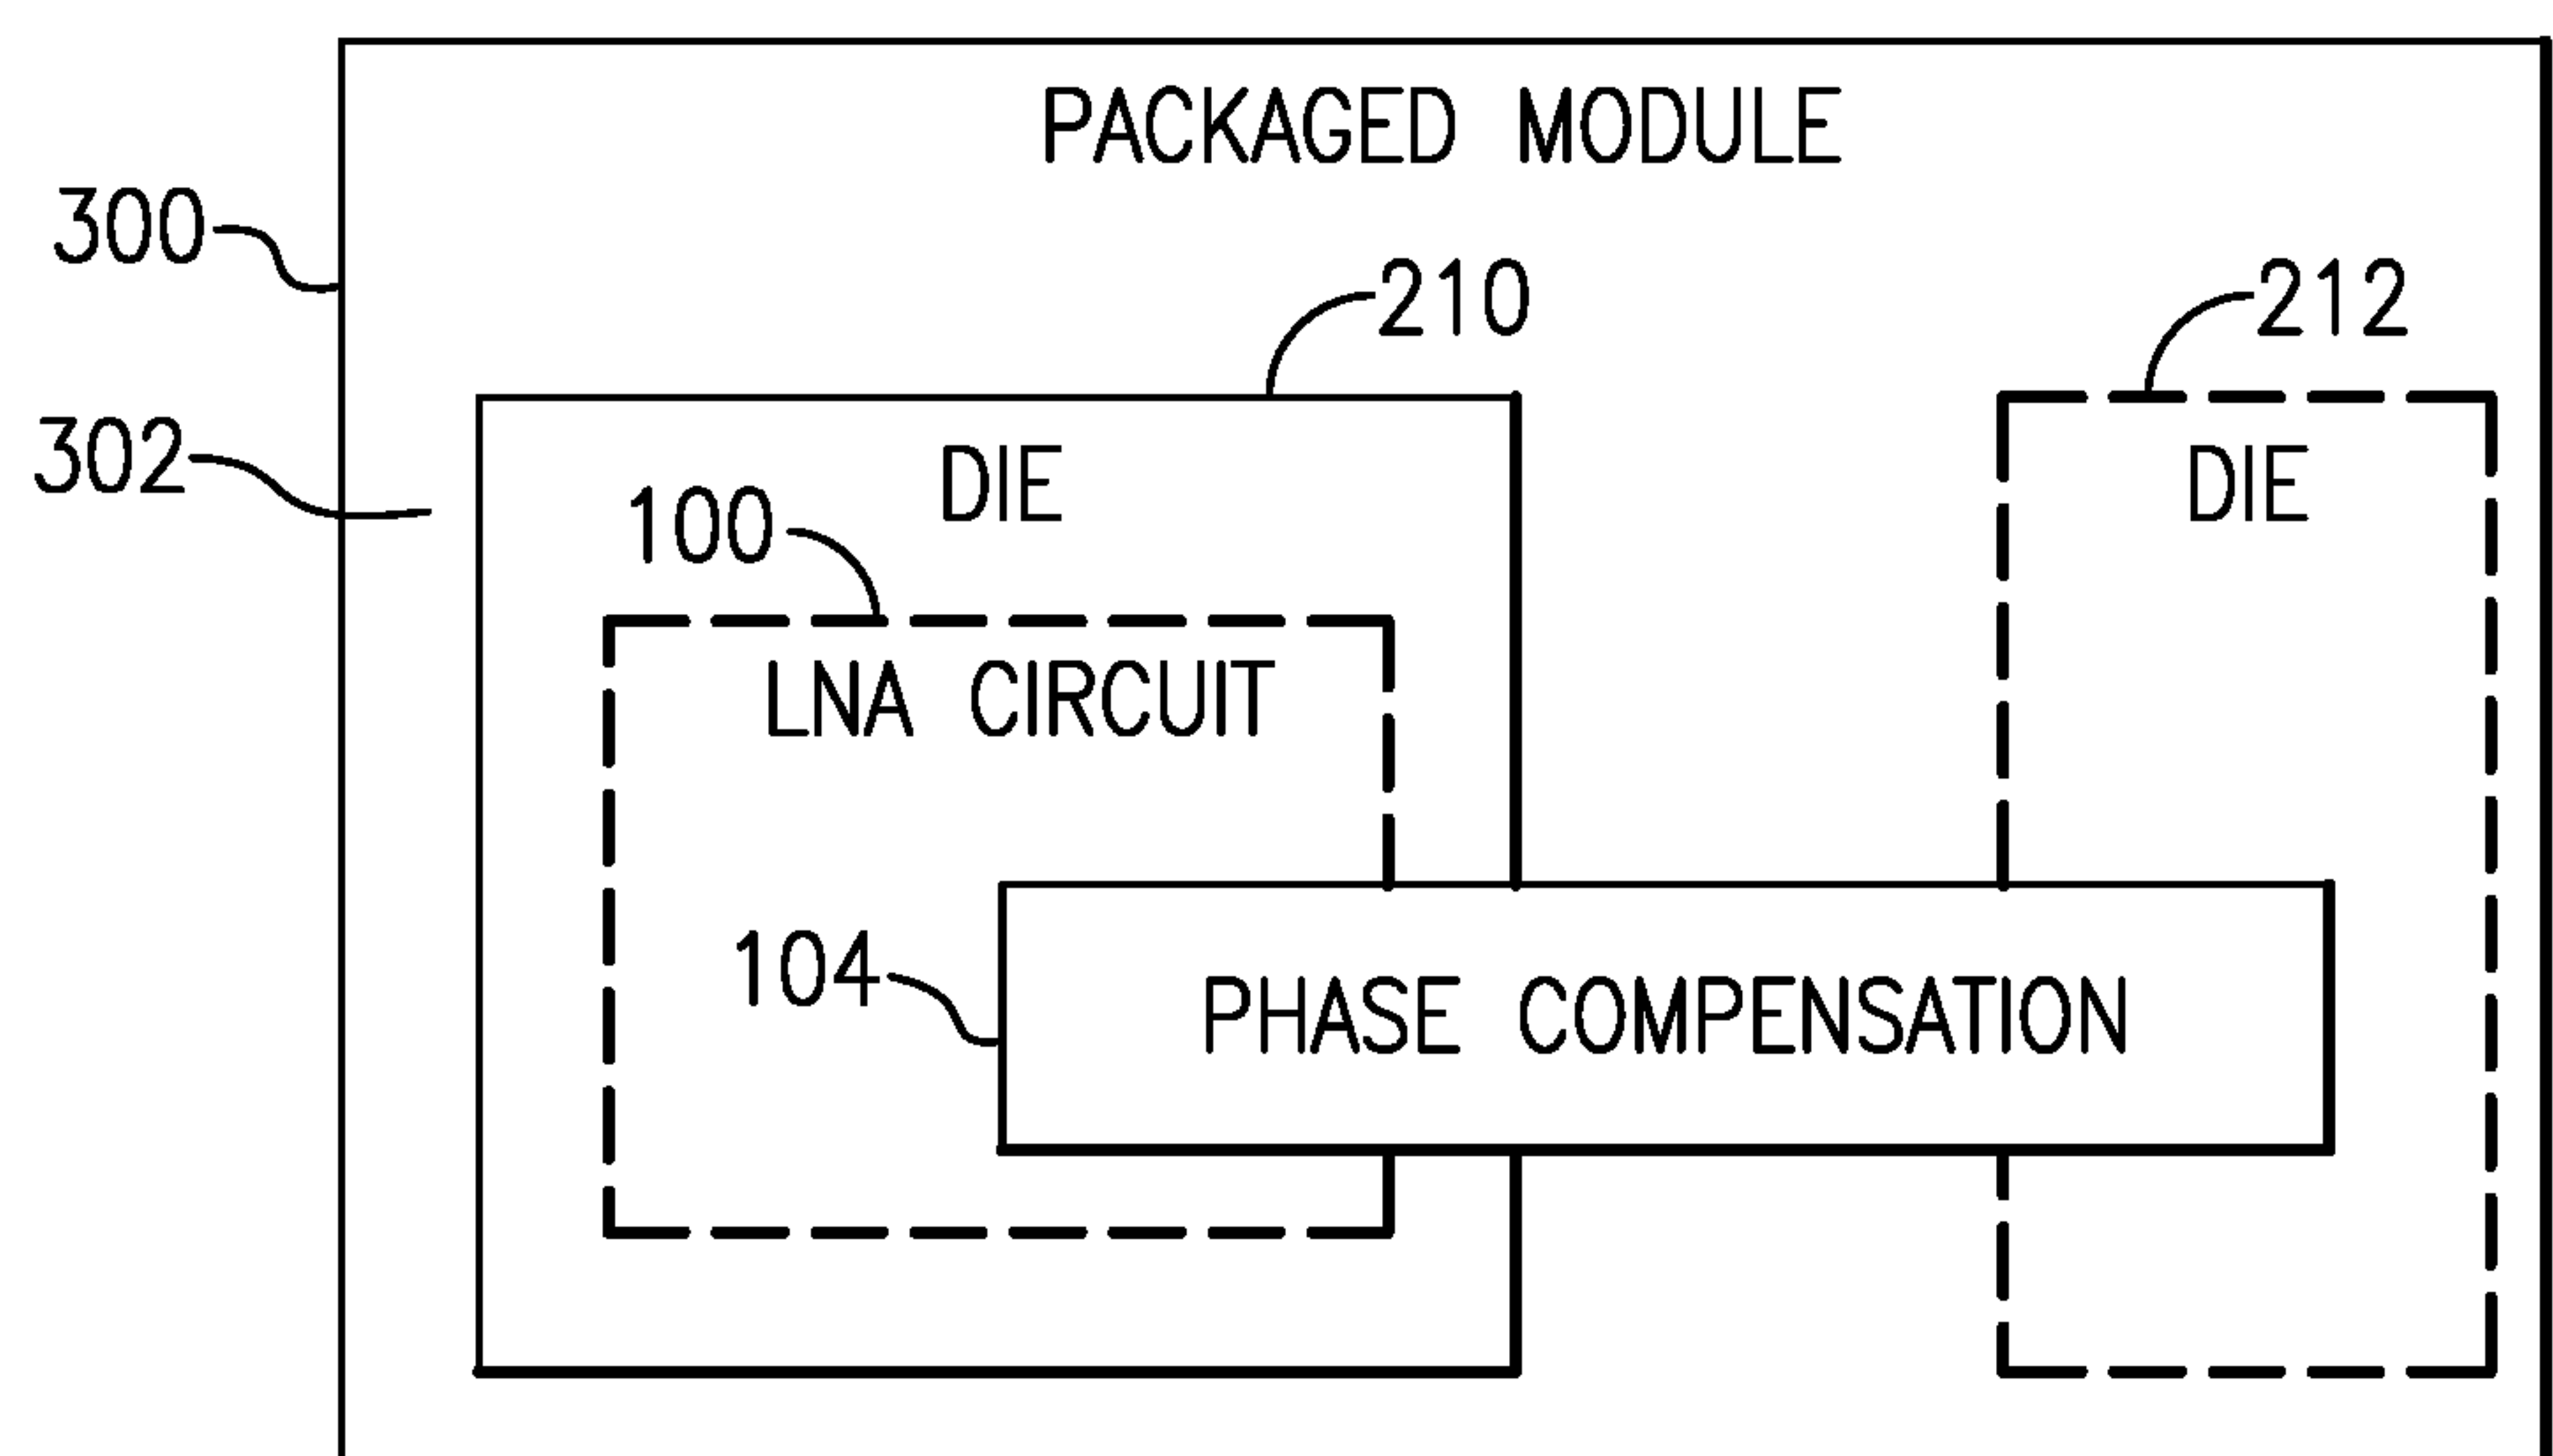 PACKAGED MODULE
300
210
212
302
DIE
DIE
100
LNA CIRCUIT
104
PHASE COMPENSATION